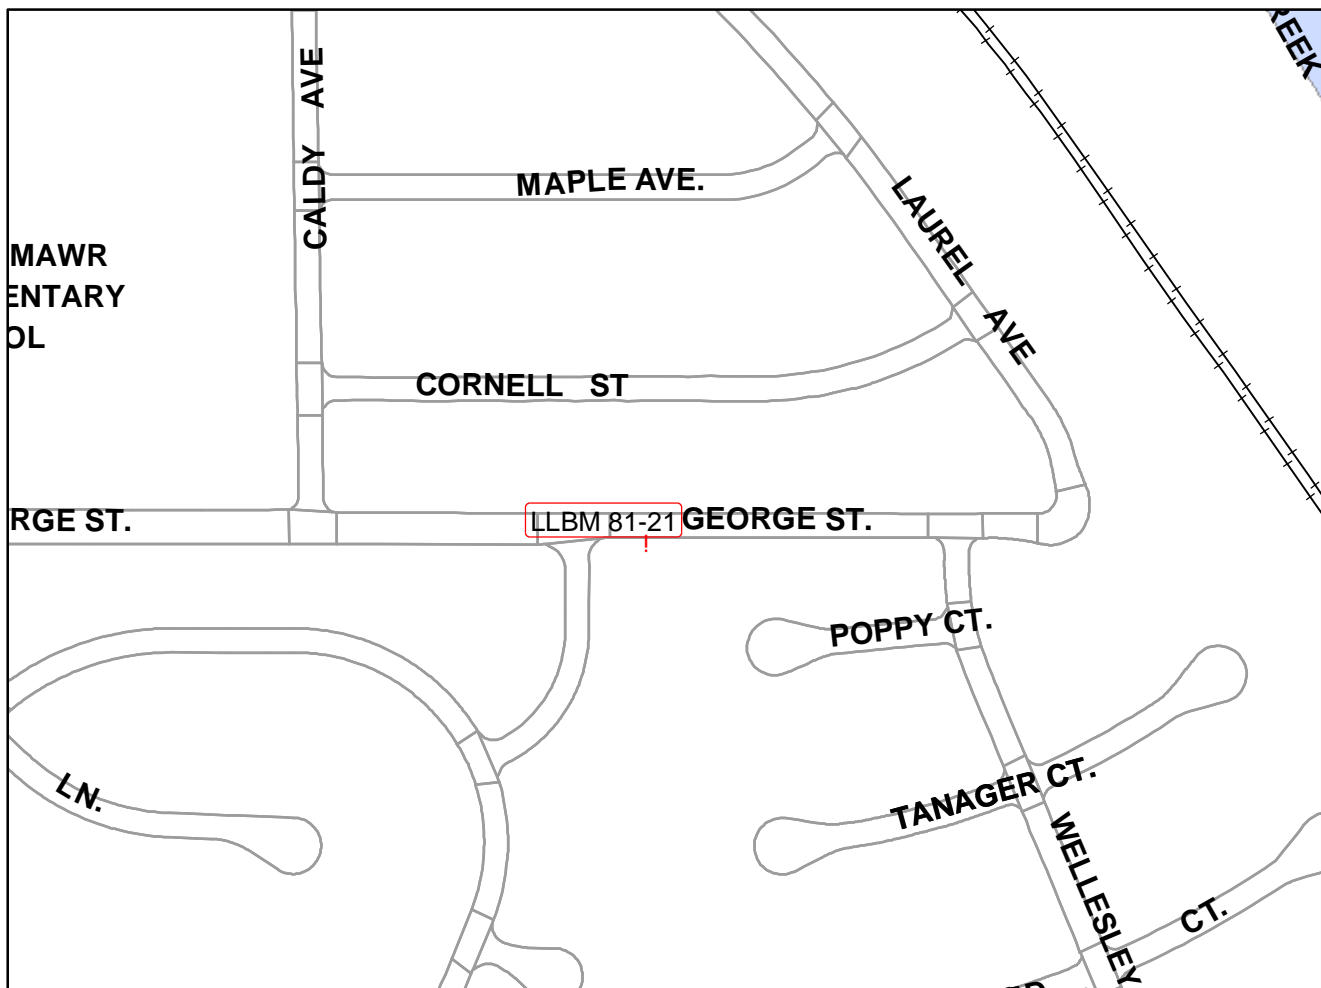 REEK
CALDY AVE
MAPLE AVE.
LAUREL AVE
MAWR
ENTARY
OL
CORNELL ST
RGE ST.
LLBM 81-21
GEORGE ST.
!
POPPY CT.
TANAGER CT.
LN.
WELLESLEY
CT.